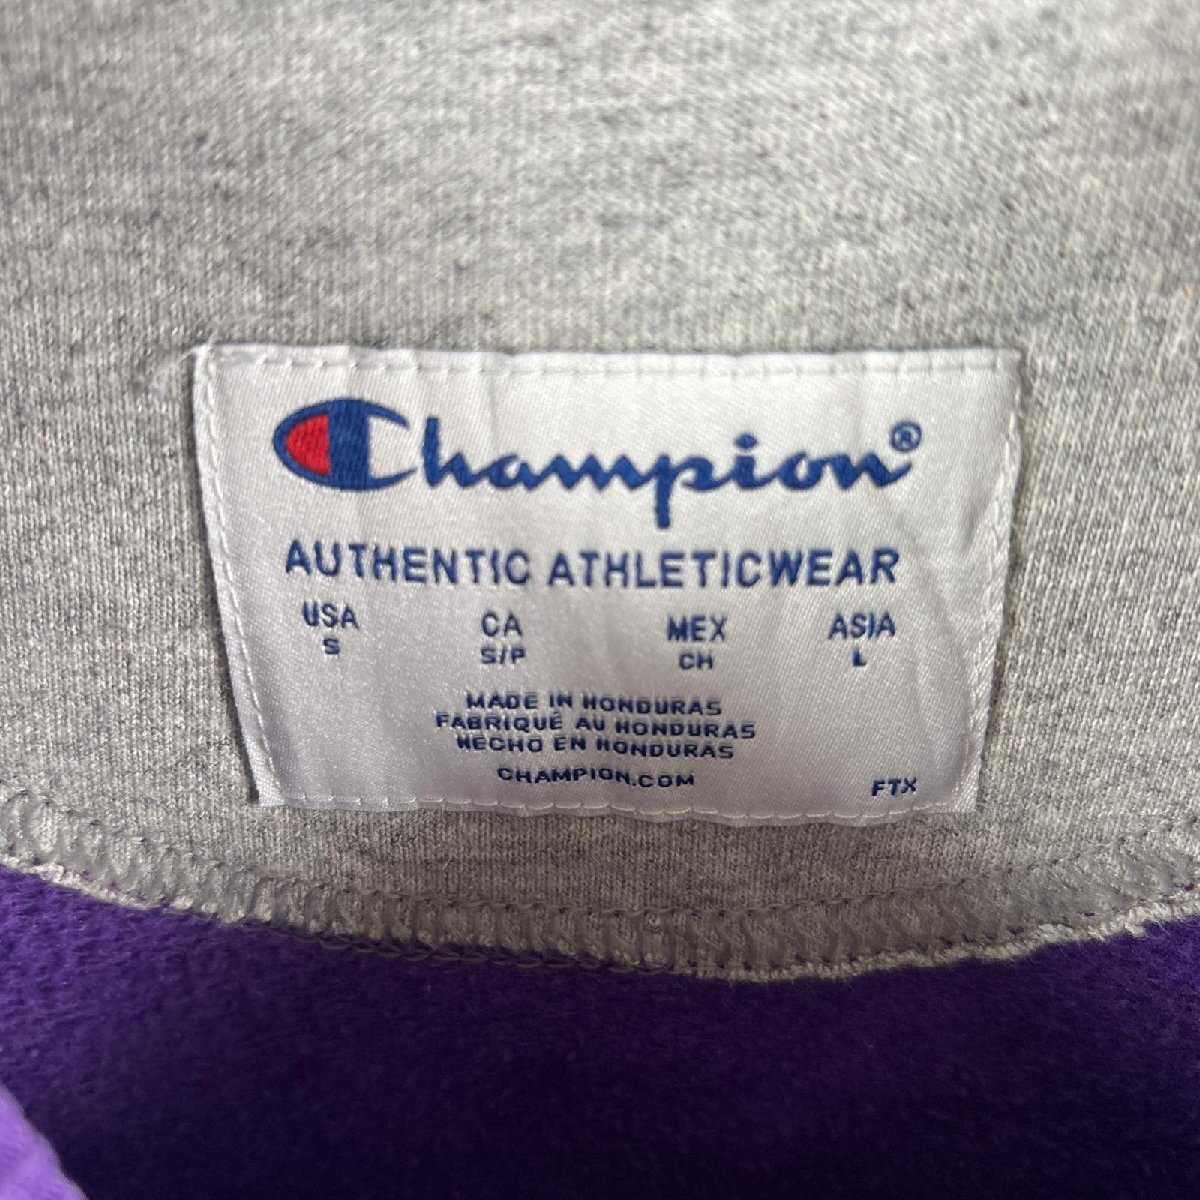 Champion®
AUTHENTIC ATHLETICWEAR
USA CA MEX ASIA
S S/P CH L
MADE IN HONDURAS
FABRIQUÉ AU HONDURAS
HECHO EN HONDURAS
CHAMPION.COM
FTX